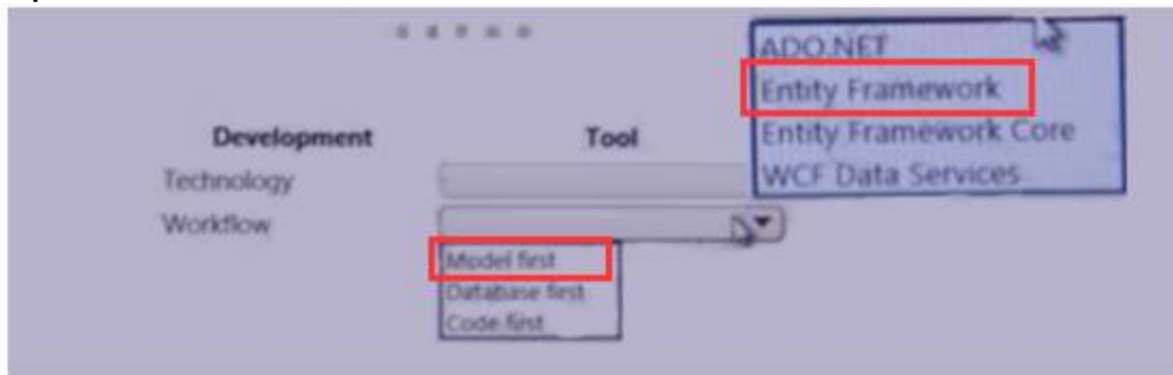 ADO.NET
Entity Framework
Entity Framework Core
WCF Data Services
Development Tool
Technology
Workflow
Model first
Database first
Code first